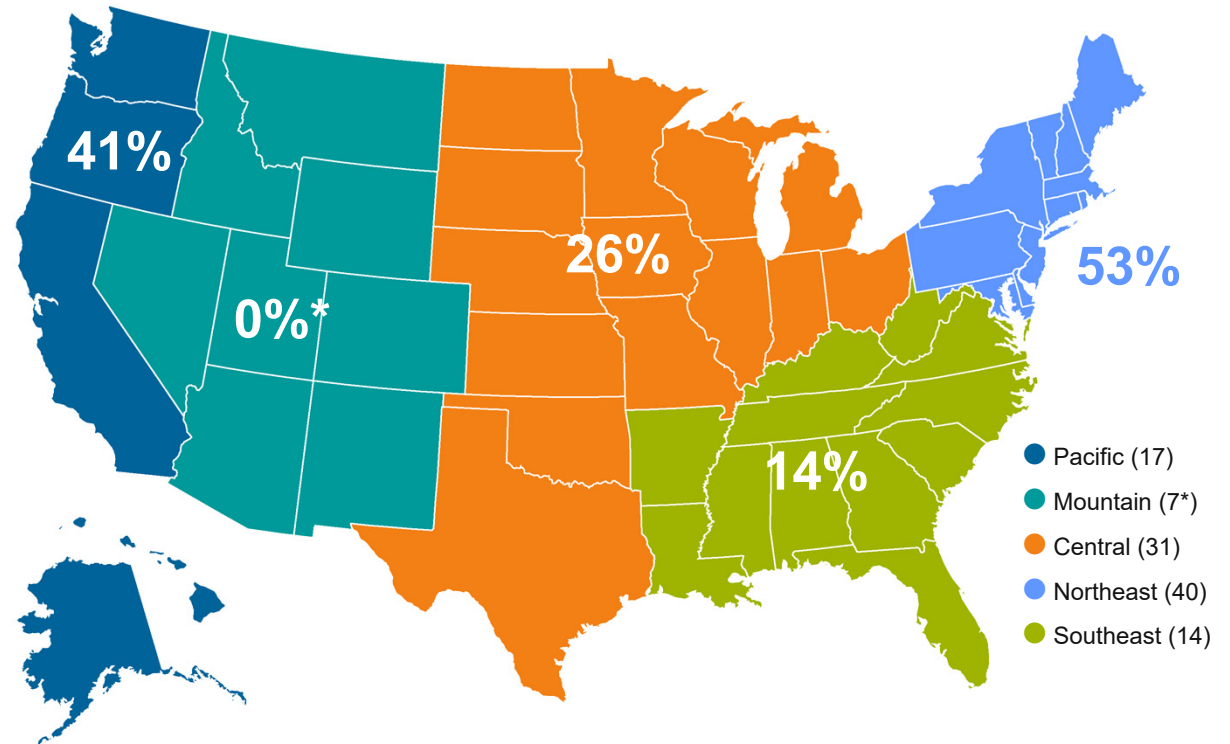 41%
26%
53%
0%*
14%
Pacific (17)
Mountain (7*)
Central (31)
Northeast (40)
Southeast (14)